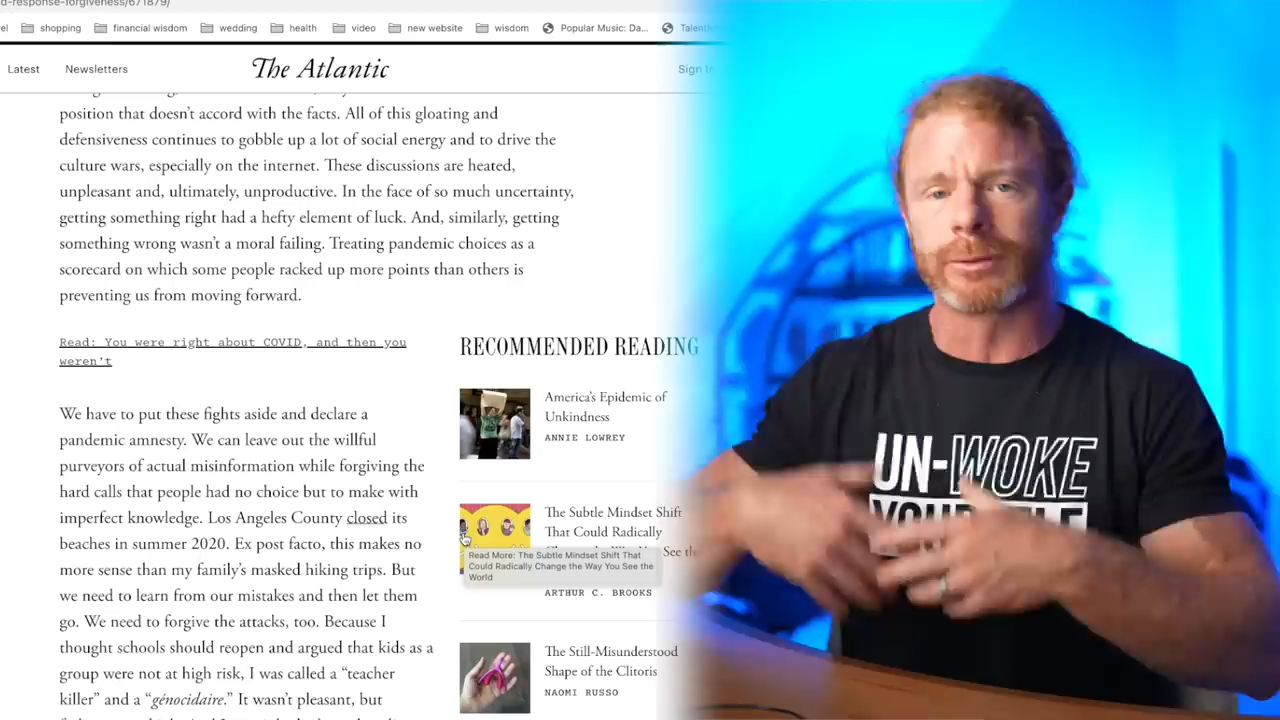 d-response-forgiveness/671879/
el shopping financial wisdom wedding health video new website wisdom Popular Music: Da... Talent
Latest Newsletters The Atlantic Sign In
position that doesn't accord with the facts. All of this gloating and
defensiveness continues to gobble up a lot of social energy and to drive the
culture wars, especially on the internet. These discussions are heated,
unpleasant and, ultimately, unproductive. In the face of so much uncertainty,
getting something right had a hefty element of luck. And, similarly, getting
something wrong wasn't a moral failing. Treating pandemic choices as a
scorecard on which some people racked up more points than others is
preventing us from moving forward.
Read: You were right about COVID, and then you
weren't
We have to put these fights aside and declare a
pandemic amnesty. We can leave out the willful
purveyors of actual misinformation while forgiving the
hard calls that people had no choice but to make with
imperfect knowledge. Los Angeles County closed its
beaches in summer 2020. Ex post facto, this makes no
more sense than my family's masked hiking trips. But
we need to learn from our mistakes and then let them
go. We need to forgive the attacks, too. Because I
thought schools should reopen and argued that kids as a
group were not at high risk, I was called a "teacher
killer" and a "génocidaire." It wasn't pleasant, but
RECOMMENDED READING
America's Epidemic of
Unkindness
ANNIE LOWREY
The Subtle Mindset Shift
That Could Radically
See the
Read More: The Subtle Mindset Shift That
Could Radically Change the Way You See the
World
ARTHUR C. BROOKS
The Still-Misunderstood
Shape of the Clitoris
NAOMI RUSSO
UN-WOKE